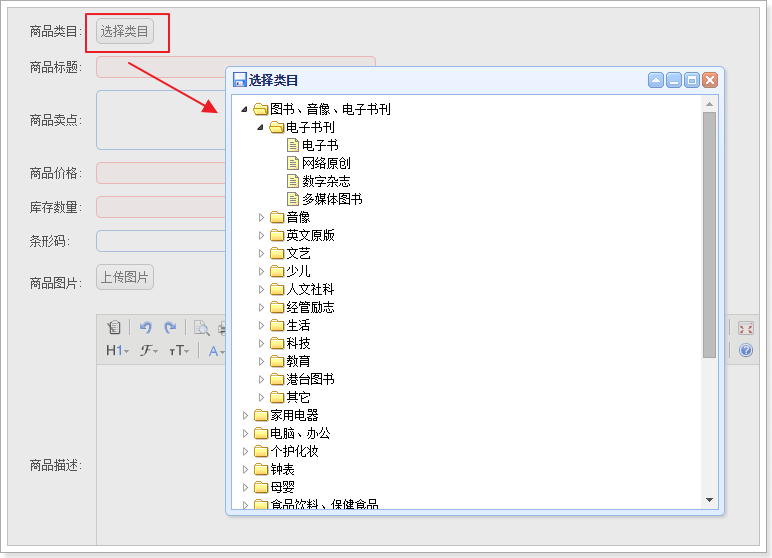 商品类目: 选择类目
商品标题:
商品卖点:
商品价格:
库存数量:
条形码:
商品图片: 上传图片
H1 F TT A
商品描述:
选择类目
图书、音像、电子书刊
电子书刊
电子书
网络原创
数字杂志
多媒体图书
音像
英文原版
文艺
少儿
人文社科
经管励志
生活
科技
教育
港台图书
其它
家用电器
电脑、办公
个护化妆
钟表
母婴
食品饮料、保健食品